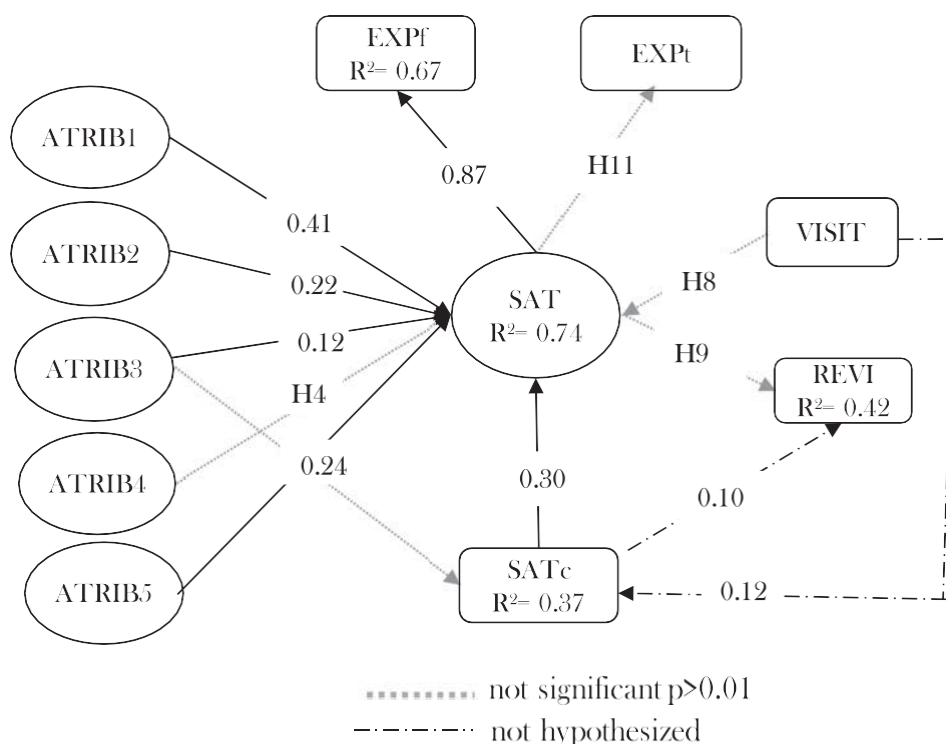 EXPf
R²= 0.67
EXPt
ATRIB1
H11
0.87
0.41
VISIT
ATRIB2
0.22
SAT
R²= 0.74
H8
0.12
H9
ATRIB3
REVI
R²= 0.42
H4
0.24
ATRIB4
0.30
0.10
SATc
R²= 0.37
ATRIB5
0.12
not significant p>0.01
not hypothesized